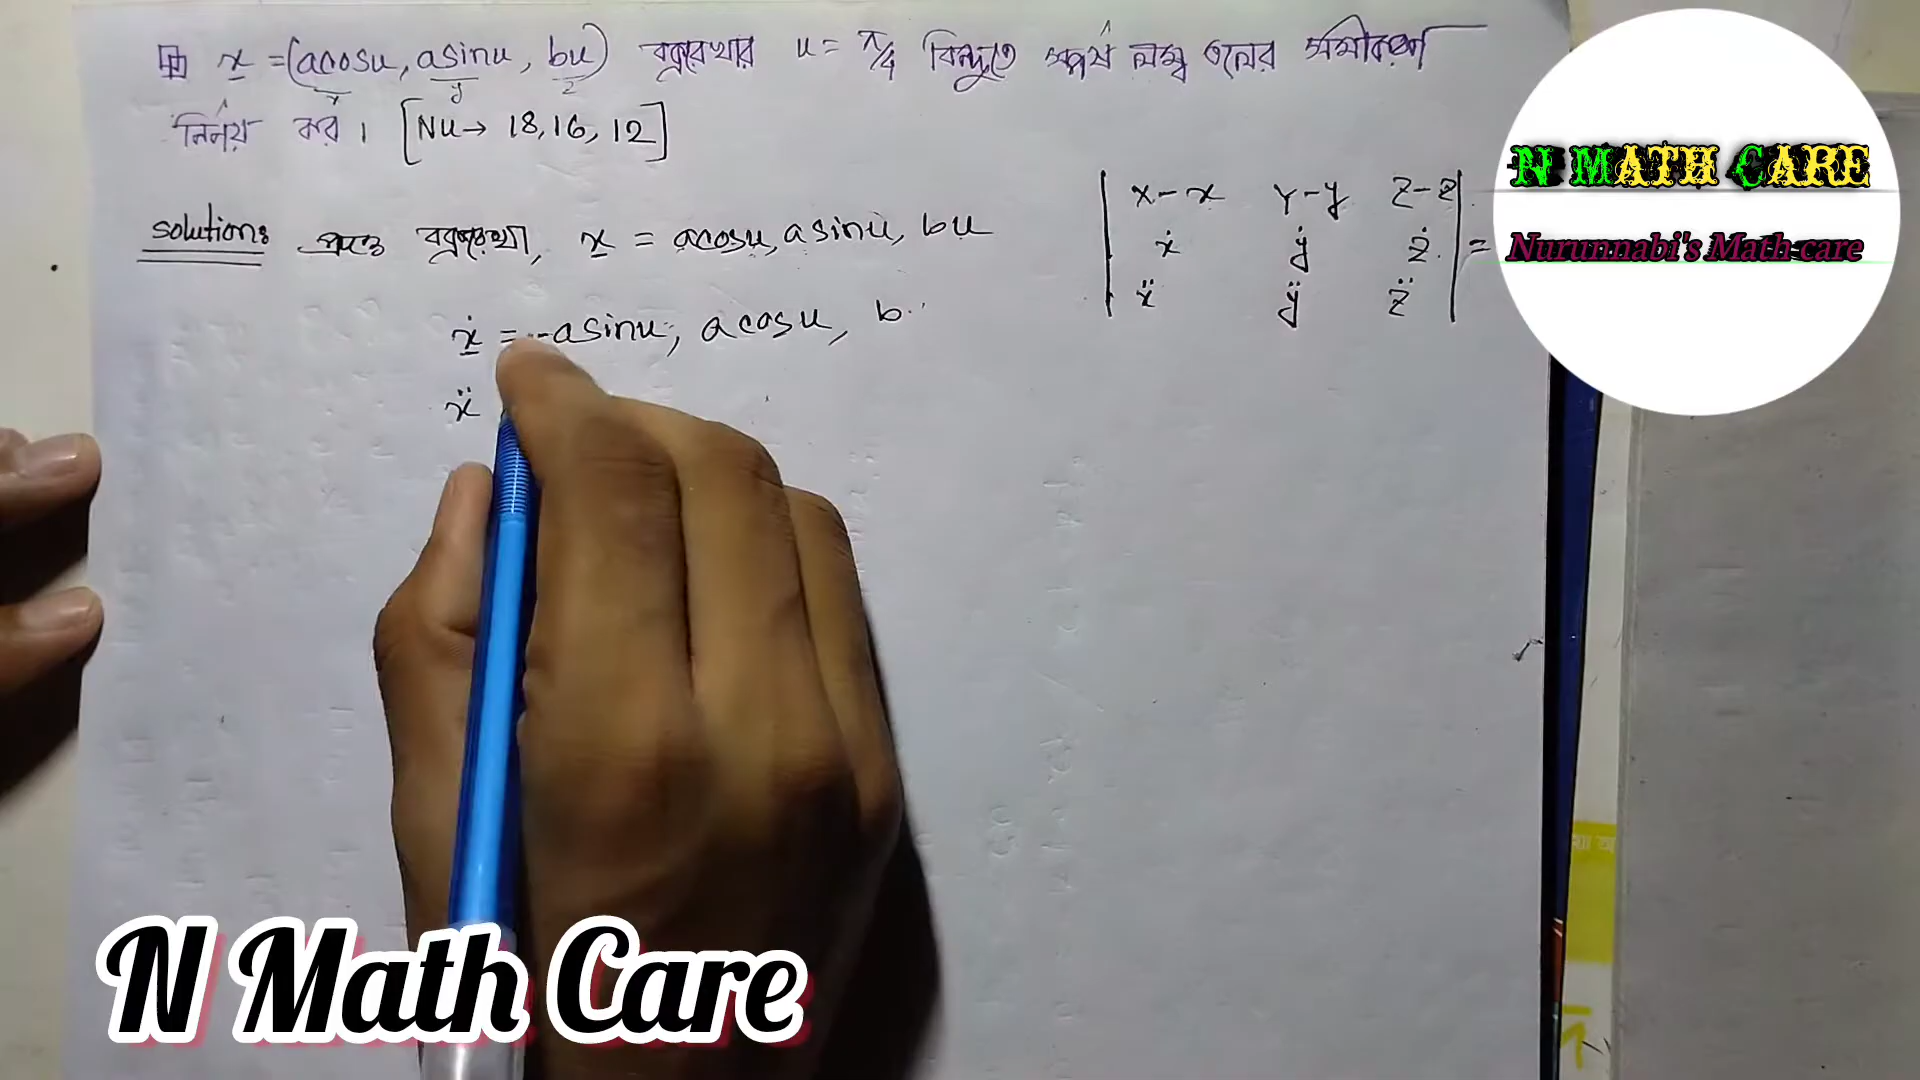 x = (acosu, asinu, bu) বক্ররেখার u = π/4 বিন্দুতে স্পর্শ লম্ব তলের সমীকরণ
x y z
নির্ণয় কর। [NU→ 18, 16, 12]
solution: প্রদত্ত বক্ররেখা, x = acosu, asinu, bu
ẋ = -asinu, acosu, b
ẍ
| X-x Y-y Z-z |
| ẋ ẏ ż | =
| ẍ ÿ z̈ |
N MATH CARE
Nurunnabi's Math care
N Math Care